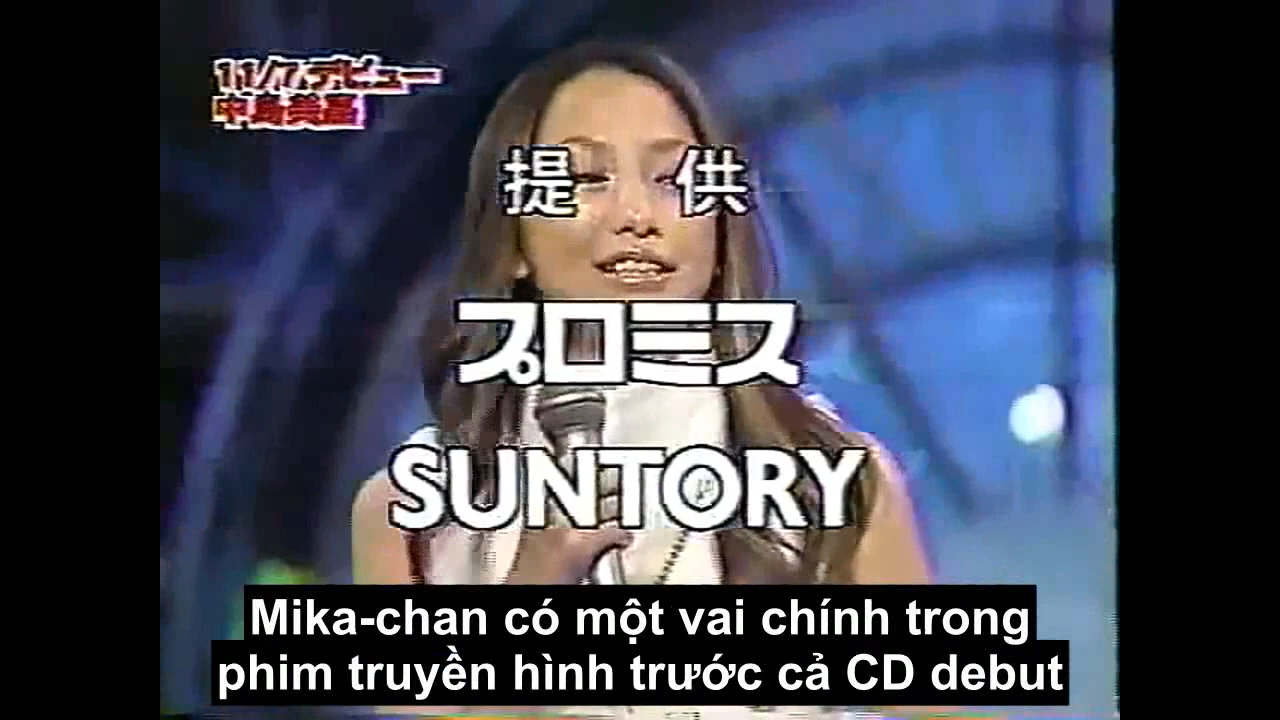 11/7デビュー
中島美嘉
提 供
プロミス
SUNTORY
Mika-chan có một vai chính trong
phim truyền hình trước cả CD debut